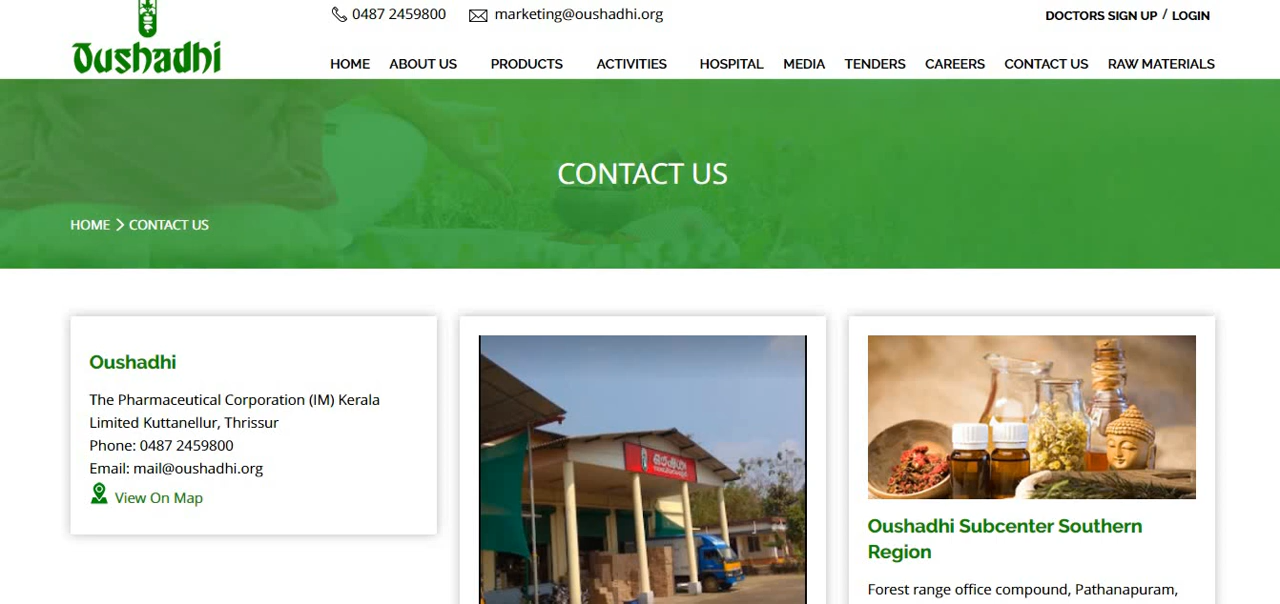 0487 2459800 marketing@oushadhi.org DOCTORS SIGN UP / LOGIN
Oushadhi
HOME ABOUT US PRODUCTS ACTIVITIES HOSPITAL MEDIA TENDERS CAREERS CONTACT US RAW MATERIALS
CONTACT US
HOME > CONTACT US
Oushadhi
The Pharmaceutical Corporation (IM) Kerala
Limited Kuttanellur, Thrissur
Phone: 0487 2459800
Email: mail@oushadhi.org
View On Map
ഔഷധി
Oushadhi Subcenter Southern
Region
Forest range office compound, Pathanapuram,